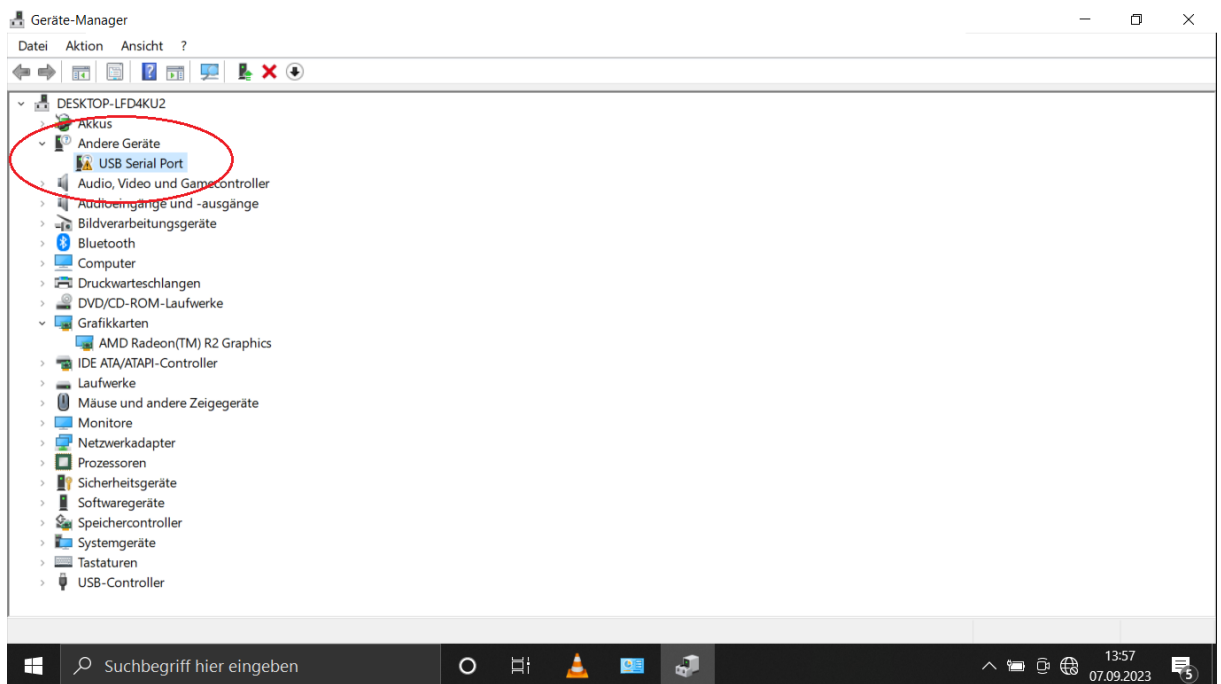 Geräte-Manager
Datei Aktion Ansicht ?
DESKTOP-LFD4KU2
Akkus
Andere Geräte
USB Serial Port
Audio, Video und Gamecontroller
Audioeingänge und -ausgänge
Bildverarbeitungsgeräte
Bluetooth
Computer
Druckwarteschlangen
DVD/CD-ROM-Laufwerke
Grafikkarten
AMD Radeon(TM) R2 Graphics
IDE ATA/ATAPI-Controller
Laufwerke
Mäuse und andere Zeigegeräte
Monitore
Netzwerkadapter
Prozessoren
Sicherheitsgeräte
Softwaregeräte
Speichercontroller
Systemgeräte
Tastaturen
USB-Controller
Suchbegriff hier eingeben
13:57
07.09.2023
5